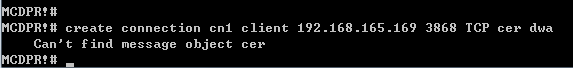 MCDPR!#
MCDPR!# create connection cn1 client 192.168.165.169 3868 TCP cer dwa
Can't find message object cer
MCDPR!# _